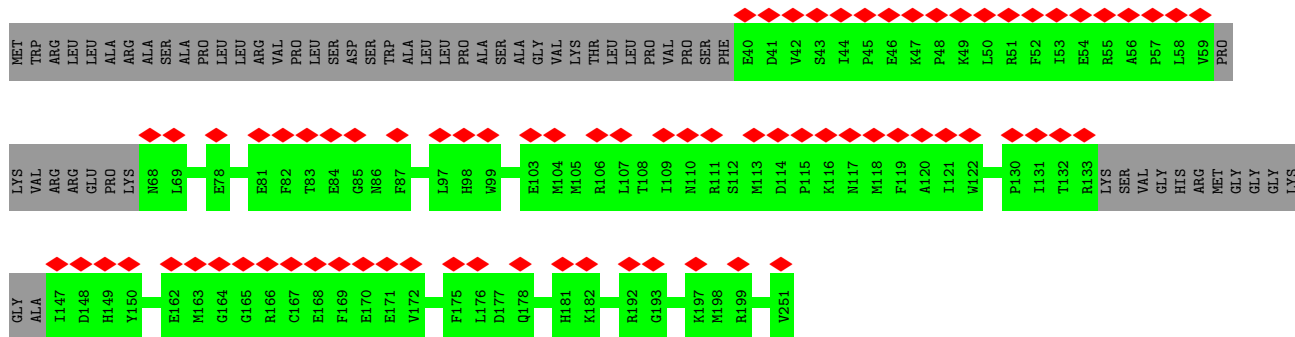 MET TRP ARG LEU LEU ALA ARG ALA SER ALA PRO LEU LEU ARG VAL PRO LEU SER ASP SER TRP ALA LEU LEU PRO ALA SER ALA GLY VAL LYS THR LEU LEU PRO VAL PRO SER PHE E40 D41 V42 S43 I44 P45 E46 K47 P48 K49 L50 R51 F52 I53 E54 R55 A56 P57 L58 V59 PRO
LYS VAL ARG ARG GLU PRO LYS N68 L69 E78 E81 F82 T83 E84 G85 N86 F87 L97 H98 W99 E103 M104 M105 R106 L107 T108 I109 N110 R111 S112 M113 D114 P115 K116 N117 M118 F119 A120 I121 W122 P130 I131 T132 R133 LYS SER VAL GLY HIS ARG MET GLY GLY GLY LYS
GLY ALA I147 D148 H149 Y150 E162 M163 G164 G165 R166 C167 E168 F169 E170 E171 V172 F175 L176 D177 Q178 H181 K182 R192 G193 K197 M198 R199 V251